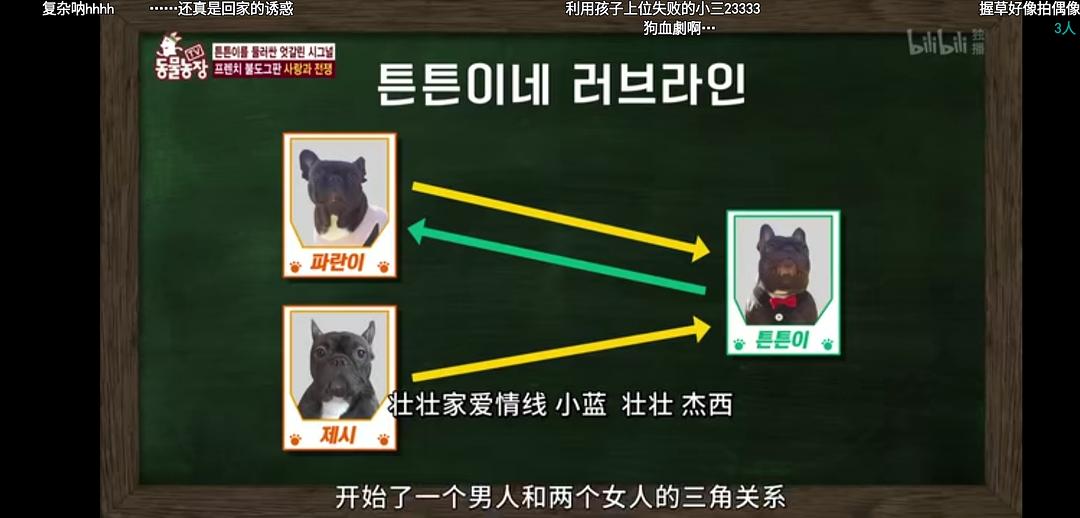 复杂呐hhhh
……还真是回家的诱惑
利用孩子上位失败的小三23333
握草好像拍偶像
狗血劇啊…
3人
TV
동물농장
튼튼이를 둘러싼 엇갈린 시그널
프렌치 불도그판 사랑과 전쟁
bilibili 独播
튼튼이네 러브라인
파란이
튼튼이
제시
壮壮家爱情线 小蓝 壮壮 杰西
开始了一个男人和两个女人的三角关系